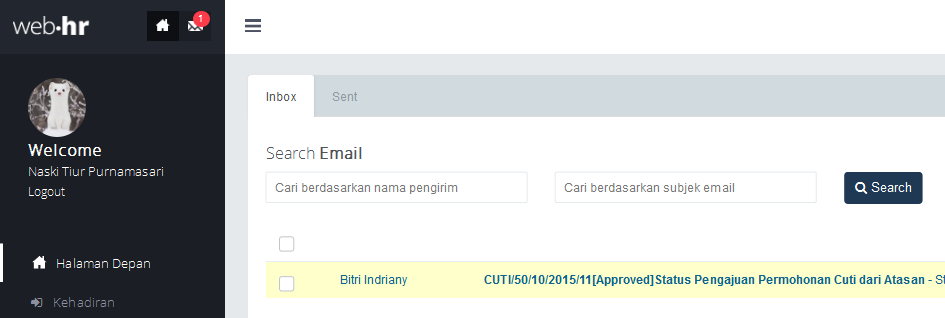 web·hr
1
Welcome
Naski Tiur Purnamasari
Logout
Halaman Depan
Kehadiran
Inbox Sent
Search Email
Cari berdasarkan nama pengirim Cari berdasarkan subjek email Search
Bitri Indriany CUTI/50/10/2015/11[Approved]Status Pengajuan Permohonan Cuti dari Atasan -